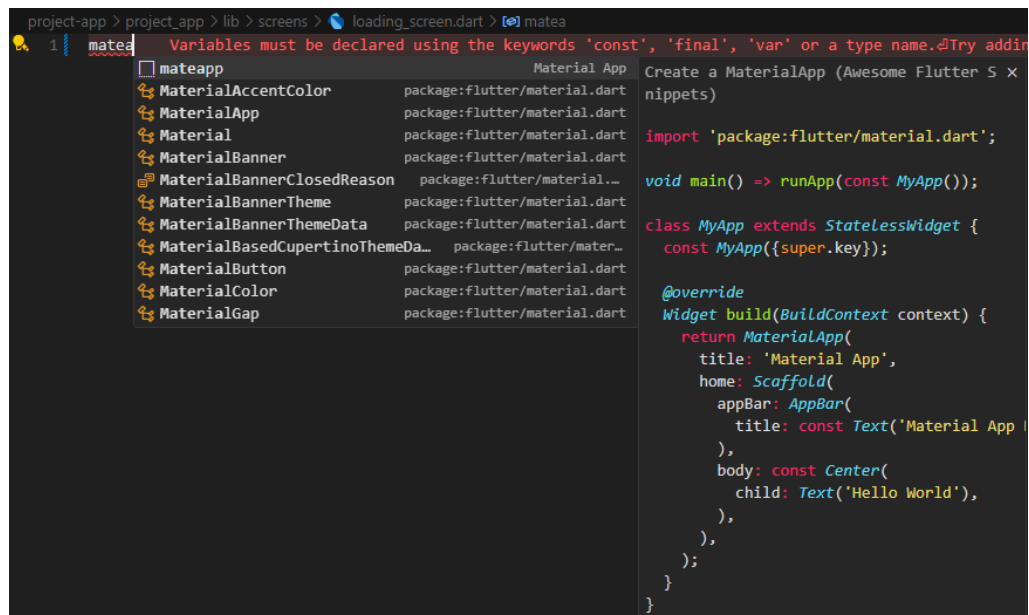 project-app > project_app > lib > screens > loading_screen.dart > matea
1 matea Variables must be declared using the keywords 'const', 'final', 'var' or a type name.⏎Try addin
mateapp Material App
MaterialAccentColor package:flutter/material.dart
MaterialApp package:flutter/material.dart
Material package:flutter/material.dart
MaterialBanner package:flutter/material.dart
MaterialBannerClosedReason package:flutter/material.…
MaterialBannerTheme package:flutter/material.dart
MaterialBannerThemeData package:flutter/material.dart
MaterialBasedCupertinoThemeDa… package:flutter/mater…
MaterialButton package:flutter/material.dart
MaterialColor package:flutter/material.dart
MaterialGap package:flutter/material.dart
Create a MaterialApp (Awesome Flutter S
nippets)
import 'package:flutter/material.dart';
void main() => runApp(const MyApp());
class MyApp extends StatelessWidget {
const MyApp({super.key});
@override
Widget build(BuildContext context) {
return MaterialApp(
title: 'Material App',
home: Scaffold(
appBar: AppBar(
title: const Text('Material App
),
body: const Center(
child: Text('Hello World'),
),
),
);
}
}